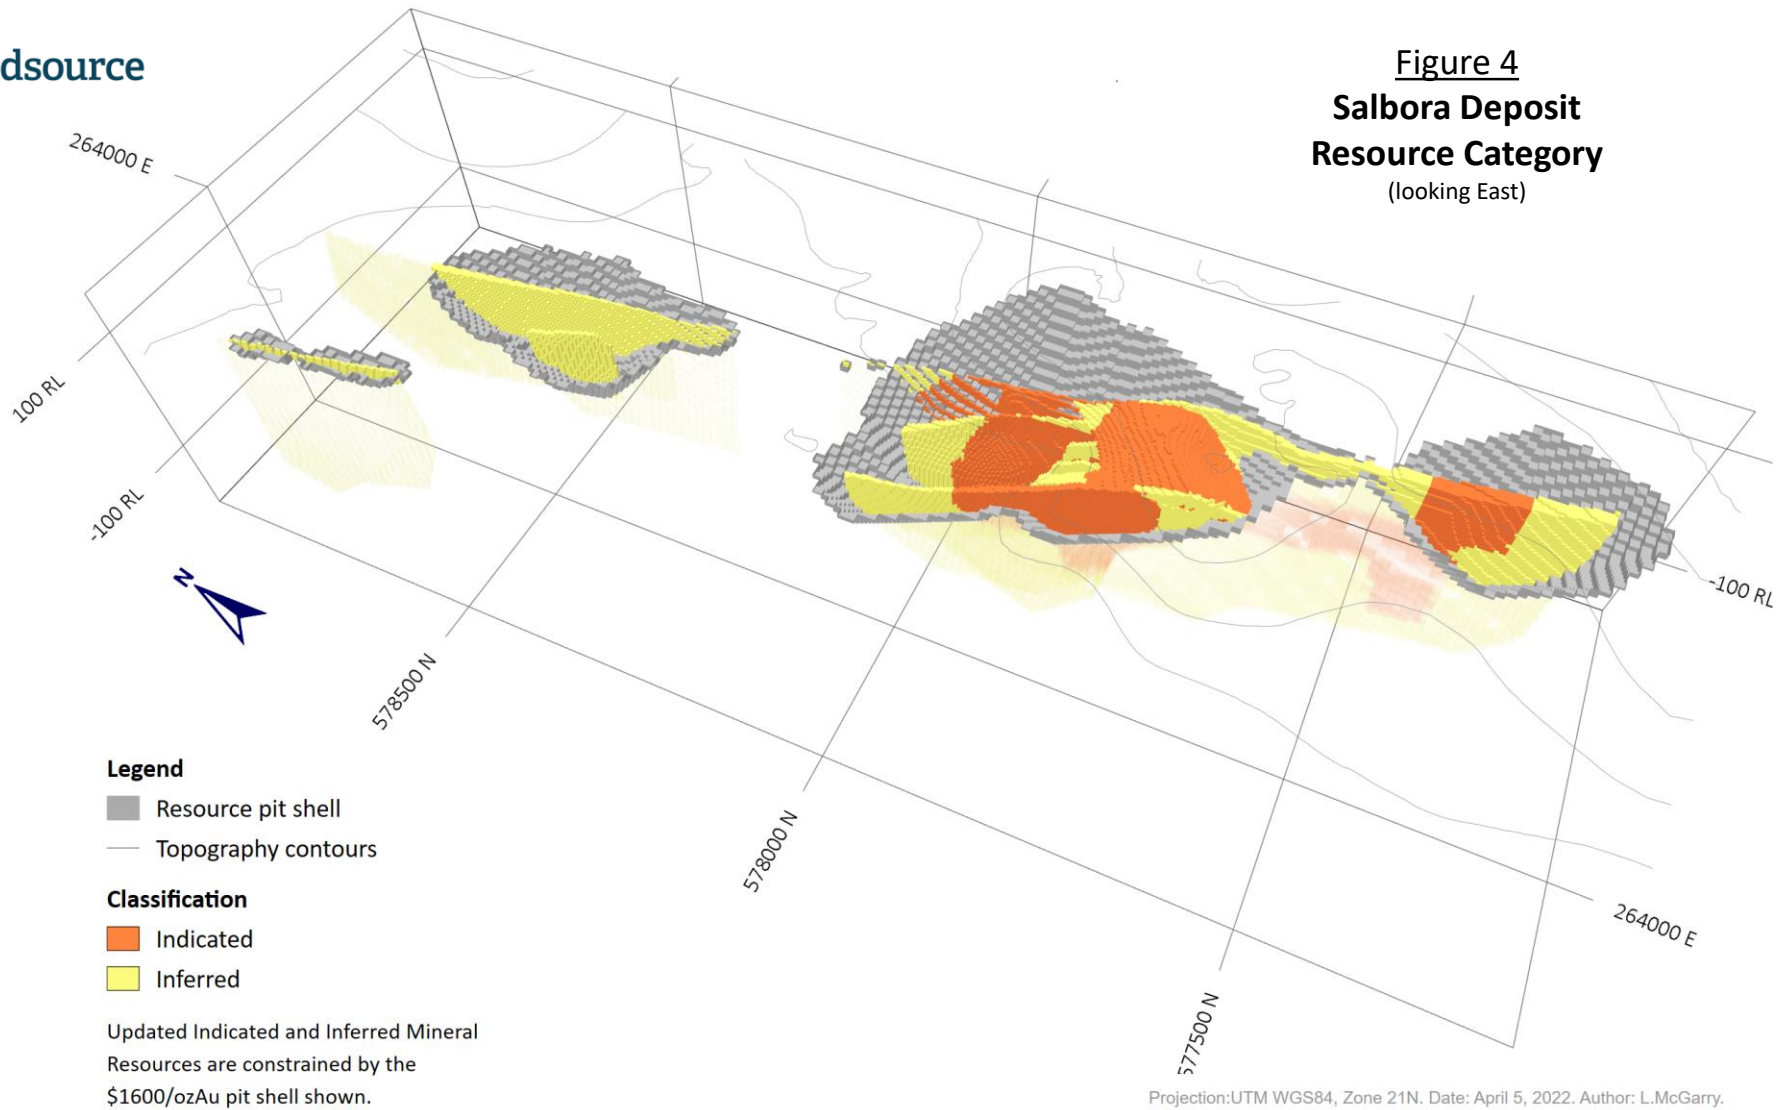 dsource
Figure 4
Salbora Deposit
Resource Category
(looking East)
264000 E
100 RL
-100 RL
N
578500 N
578000 N
577500 N
-100 RL
264000 E
Legend
Resource pit shell
Topography contours
Classification
Indicated
Inferred
Updated Indicated and Inferred Mineral
Resources are constrained by the
$1600/ozAu pit shell shown.
Projection:UTM WGS84, Zone 21N. Date: April 5, 2022. Author: L.McGarry.